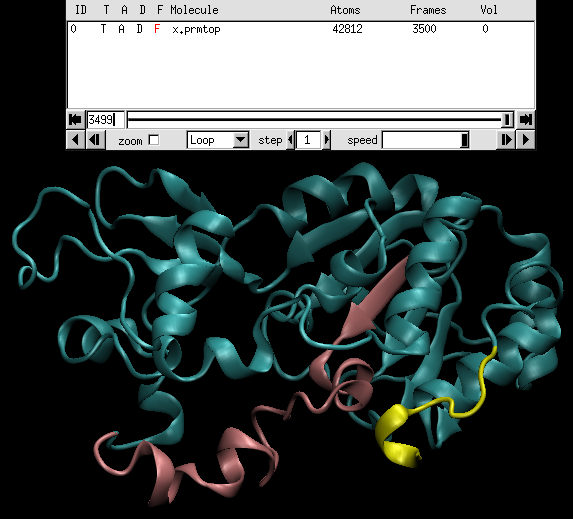 ID T A D F Molecule Atoms Frames Vol
0 T A D F x.prmtop 42812 3500 0
3499
zoom Loop step 1 speed